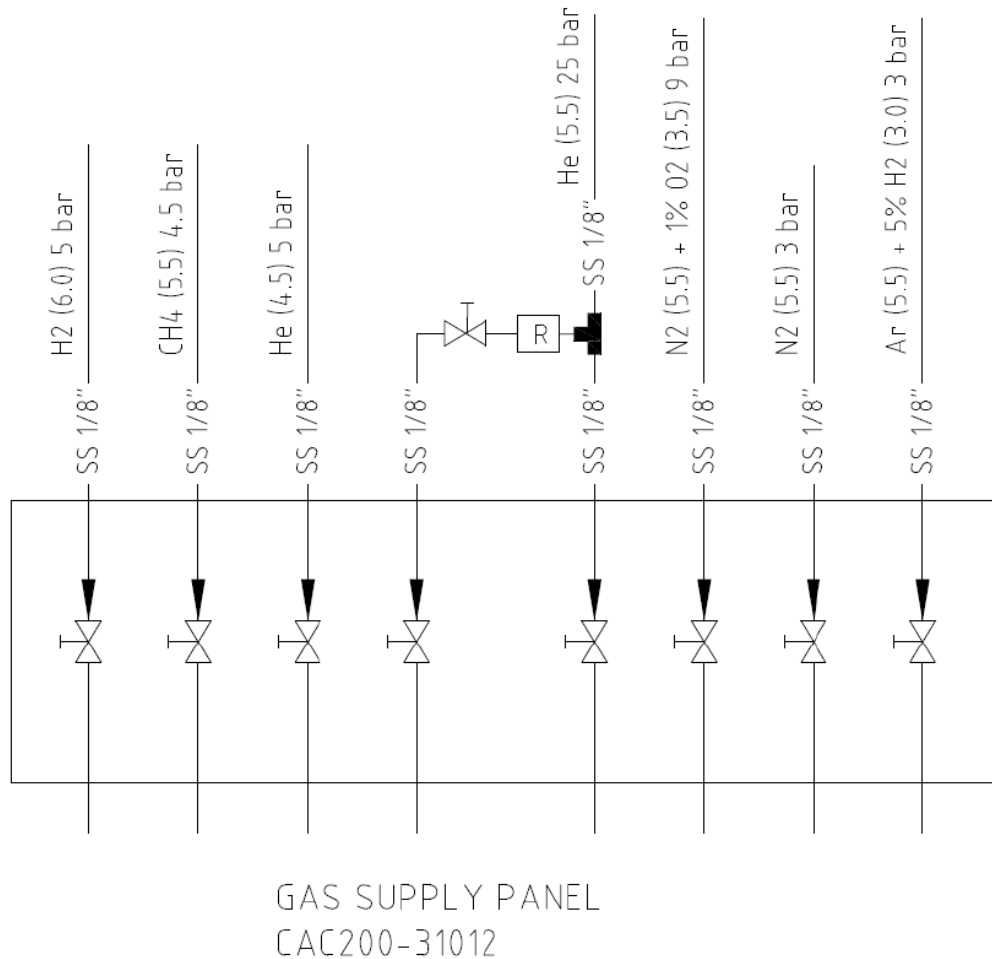 H2 (6.0) 5 bar
CH4 (5.5) 4.5 bar
He (4.5) 5 bar
He (5.5) 25 bar
N2 (5.5) + 1% O2 (3.5) 9 bar
N2 (5.5) 3 bar
Ar (5.5) + 5% H2 (3.0) 3 bar
SS 1/8"
R
SS 1/8"
SS 1/8"
SS 1/8"
SS 1/8"
SS 1/8"
SS 1/8"
SS 1/8"
SS 1/8"
GAS SUPPLY PANEL
CAC200-31012